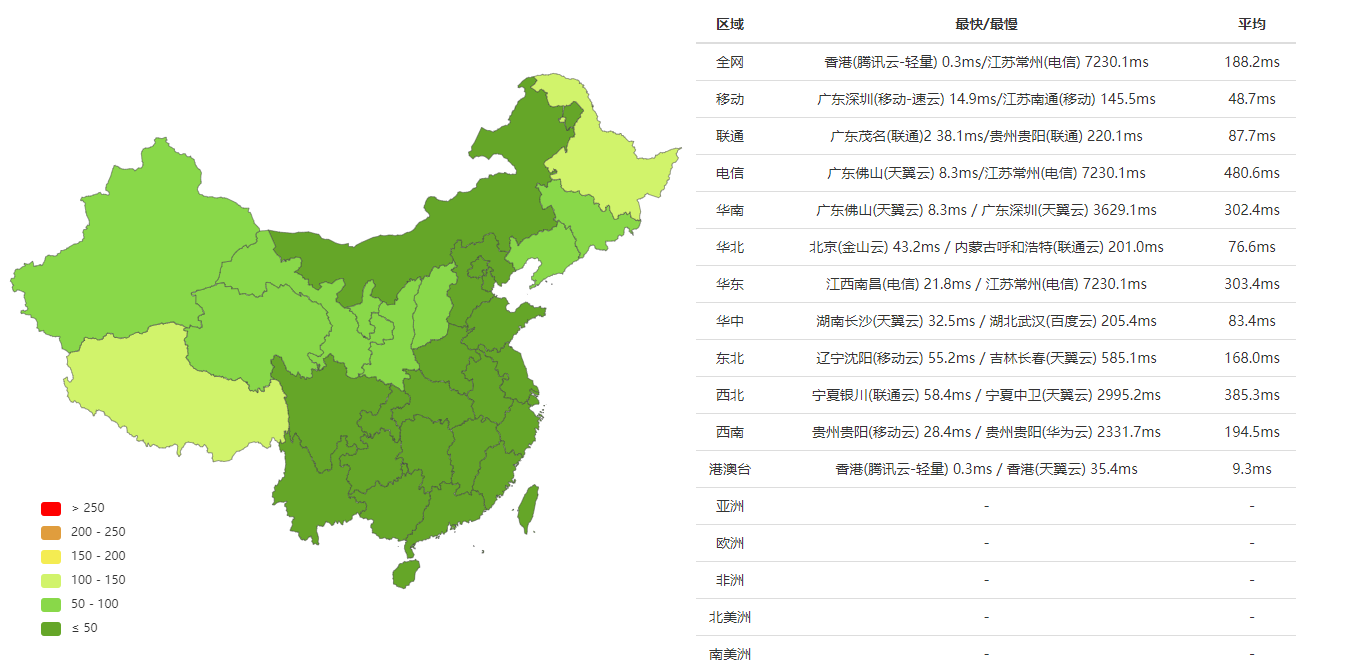 区域 最快/最慢 平均
全网 香港(腾讯云-轻量) 0.3ms/江苏常州(电信) 7230.1ms 188.2ms
移动 广东深圳(移动-速云) 14.9ms/江苏南通(移动) 145.5ms 48.7ms
联通 广东茂名(联通)2 38.1ms/贵州贵阳(联通) 220.1ms 87.7ms
电信 广东佛山(天翼云) 8.3ms/江苏常州(电信) 7230.1ms 480.6ms
华南 广东佛山(天翼云) 8.3ms / 广东深圳(天翼云) 3629.1ms 302.4ms
华北 北京(金山云) 43.2ms / 内蒙古呼和浩特(联通云) 201.0ms 76.6ms
华东 江西南昌(电信) 21.8ms / 江苏常州(电信) 7230.1ms 303.4ms
华中 湖南长沙(天翼云) 32.5ms / 湖北武汉(百度云) 205.4ms 83.4ms
东北 辽宁沈阳(移动云) 55.2ms / 吉林长春(天翼云) 585.1ms 168.0ms
西北 宁夏银川(联通云) 58.4ms / 宁夏中卫(天翼云) 2995.2ms 385.3ms
西南 贵州贵阳(移动云) 28.4ms / 贵州贵阳(华为云) 2331.7ms 194.5ms
港澳台 香港(腾讯云-轻量) 0.3ms / 香港(天翼云) 35.4ms 9.3ms
亚洲 - -
欧洲 - -
非洲 - -
北美洲 - -
南美洲 - -
> 250
200 - 250
150 - 200
100 - 150
50 - 100
≤ 50